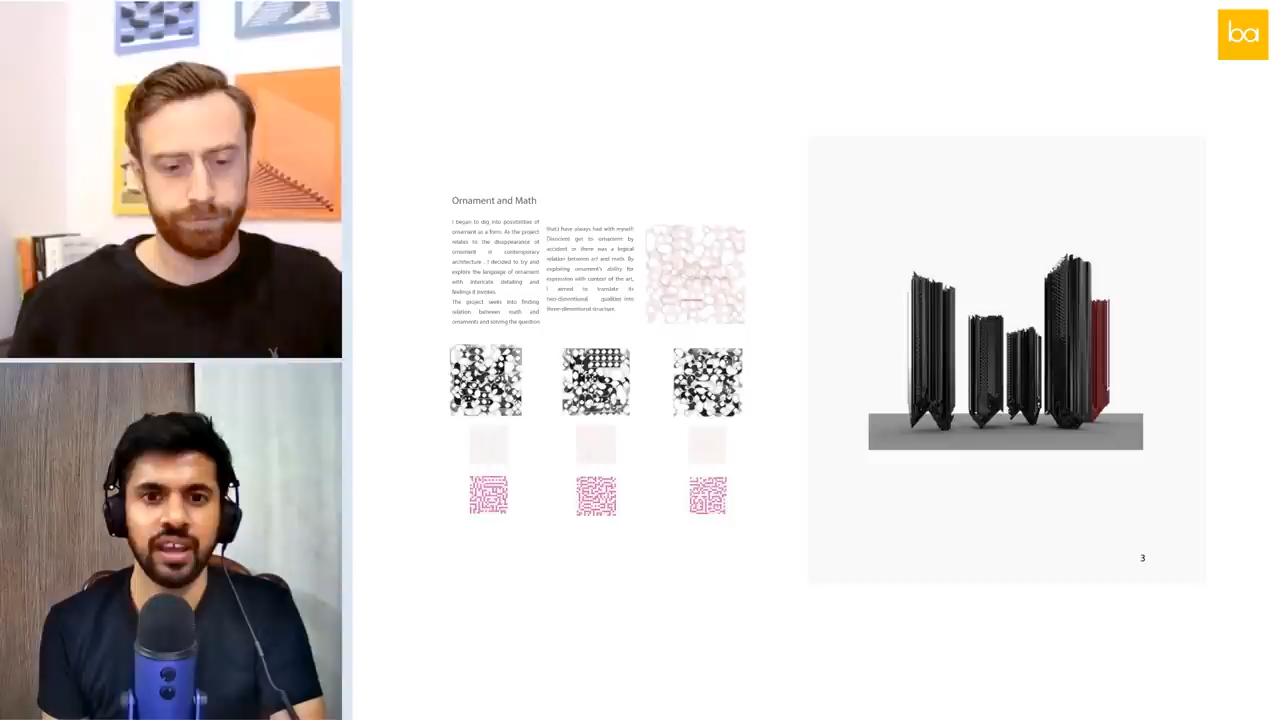 ba
Ornament and Math
I began to dig into possibilities of
ornament as a form. As the project
relates to the disappearance of
ornament in contemporary
architecture . I decided to try and
explore the language of ornament
with intericate detailing and
feelings it invokes.
The project seeks into finding
relation between math and
ornaments and solving the question
that I have always had with myself!
Did ancient get to ornament by
accident or there was a logical
relation between art and math. By
exploring ornament's ability for
expression with context of the art,
I aimed to translate its
two-dimentional qualities into
three-dimentional structure.
3